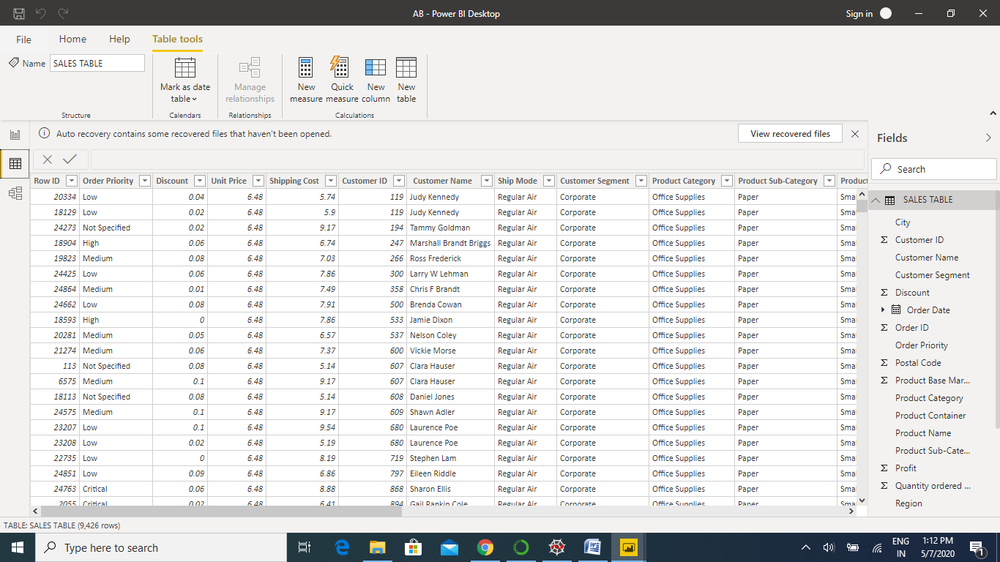 AB - Power BI Desktop
Sign in
File Home Help Table tools
Name SALES TABLE
Mark as date table
Manage relationships
New measure
Quick measure
New column
New table
Structure Calendars Relationships Calculations
Auto recovery contains some recovered files that haven't been opened.
View recovered files
Row ID Order Priority Discount Unit Price Shipping Cost Customer ID Customer Name Ship Mode Customer Segment Product Category Product Sub-Category Product
20334 Low 0.04 6.48 5.74 119 Judy Kennedy Regular Air Corporate Office Supplies Paper Sma
18129 Low 0.02 6.48 5.9 119 Judy Kennedy Regular Air Corporate Office Supplies Paper Sma
24273 Not Specified 0.02 6.48 9.17 194 Tammy Goldman Regular Air Corporate Office Supplies Paper Sma
18904 High 0.06 6.48 6.74 247 Marshall Brandt Briggs Regular Air Corporate Office Supplies Paper Sma
19823 Medium 0.08 6.48 7.03 266 Ross Frederick Regular Air Corporate Office Supplies Paper Sma
24425 Low 0.06 6.48 7.86 300 Larry W Lehman Regular Air Corporate Office Supplies Paper Sma
24864 Medium 0.01 6.48 7.49 358 Chris F Brandt Regular Air Corporate Office Supplies Paper Sma
24662 Low 0.08 6.48 7.91 500 Brenda Cowan Regular Air Corporate Office Supplies Paper Sma
18593 High 0 6.48 7.86 533 Jamie Dixon Regular Air Corporate Office Supplies Paper Sma
20281 Medium 0.05 6.48 6.57 537 Nelson Coley Regular Air Corporate Office Supplies Paper Sma
21274 Medium 0.06 6.48 7.37 600 Vickie Morse Regular Air Corporate Office Supplies Paper Sma
113 Not Specified 0.08 6.48 5.14 607 Clara Hauser Regular Air Corporate Office Supplies Paper Sma
6575 Medium 0.1 6.48 9.17 607 Clara Hauser Regular Air Corporate Office Supplies Paper Sma
18113 Not Specified 0.08 6.48 5.14 608 Daniel Jones Regular Air Corporate Office Supplies Paper Sma
24575 Medium 0.1 6.48 9.17 609 Shawn Adler Regular Air Corporate Office Supplies Paper Sma
23207 Low 0.1 6.48 9.54 680 Laurence Poe Regular Air Corporate Office Supplies Paper Sma
23208 Low 0.02 6.48 5.19 680 Laurence Poe Regular Air Corporate Office Supplies Paper Sma
22735 Low 0 6.48 8.19 719 Stephen Lam Regular Air Corporate Office Supplies Paper Sma
24851 Low 0.09 6.48 6.86 797 Eileen Riddle Regular Air Corporate Office Supplies Paper Sma
24763 Critical 0.06 6.48 8.88 868 Sharon Ellis Regular Air Corporate Office Supplies Paper Sma
2055 Critical 0.02 6.48 6.41 894 Gail Rankin Cole Regular Air Corporate Office Supplies Paper Sma
Fields
Search
SALES TABLE
City
Σ Customer ID
Customer Name
Customer Segment
Σ Discount
Order Date
Σ Order ID
Order Priority
Σ Postal Code
Σ Product Base Mar...
Product Category
Product Container
Product Name
Product Sub-Cate...
Σ Profit
Σ Quantity ordered ...
Region
TABLE: SALES TABLE (9,426 rows)
Type here to search
ENG
IN
1:12 PM
5/7/2020
1